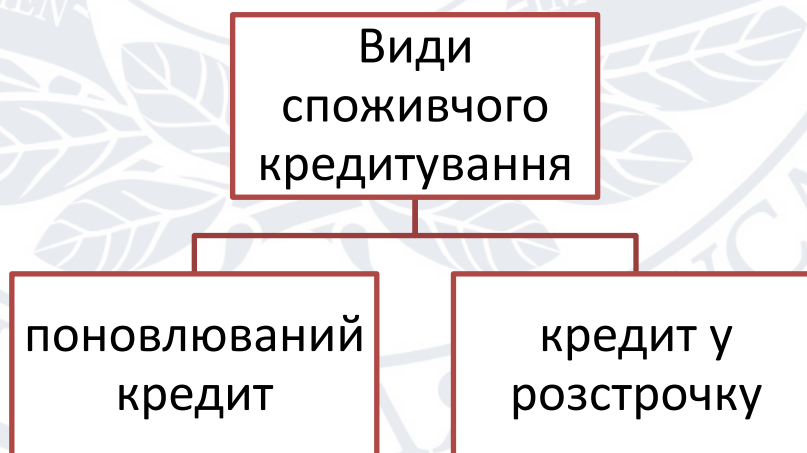 Види
споживчого
кредитування
поновлюваний
кредит
кредит у
розстрочку